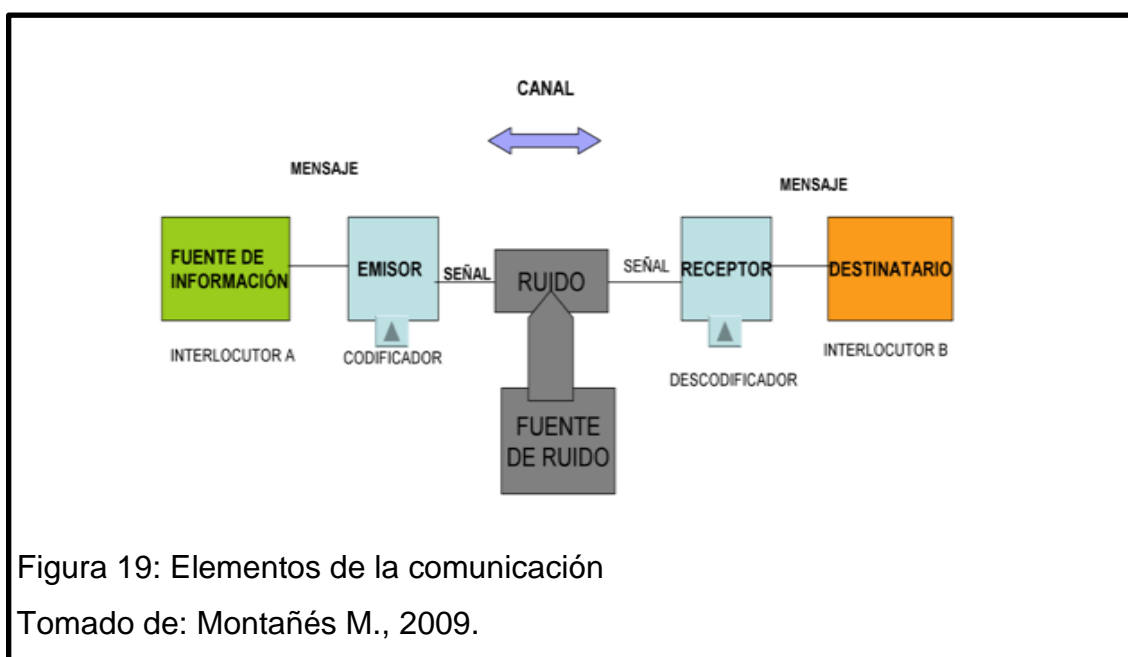 CANAL
MENSAJE
MENSAJE
FUENTE DE
INFORMACIÓN
EMISOR
SEÑAL
RUIDO
SEÑAL
RECEPTOR
DESTINATARIO
INTERLOCUTOR A
CODIFICADOR
DESCODIFICADOR
INTERLOCUTOR B
FUENTE
DE RUIDO
Figura 19: Elementos de la comunicación
Tomado de: Montañés M., 2009.